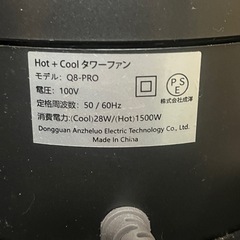 Hot + Cool タワーファン
モデル: Q8-PRO
電圧: 100V
定格周波数: 50 / 60Hz
消費電力:(Cool)28W/(Hot)1500W
Dongguan Anzheluo Electric Technology Co., Ltd.
Made In China
PSE
株式会社成澤